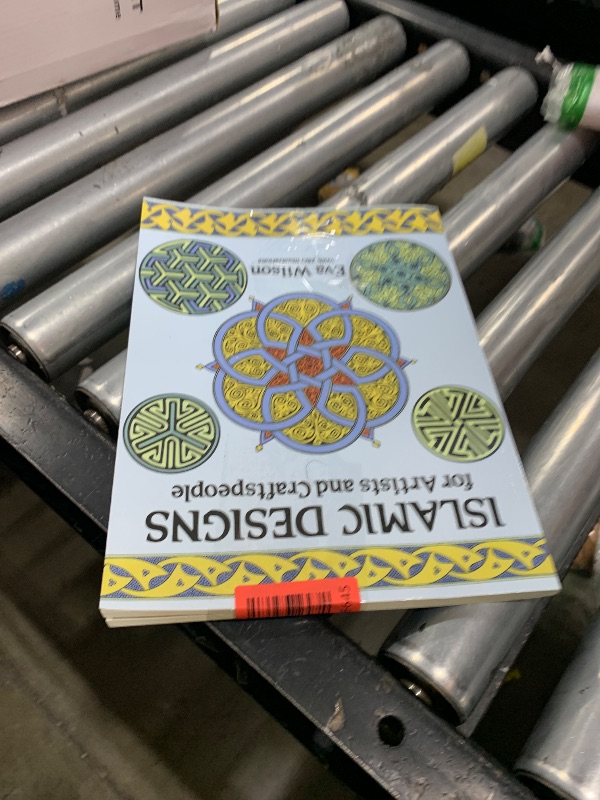 ISLAMIC DESIGNS
for Artists and Craftspeople
Eva Wilson